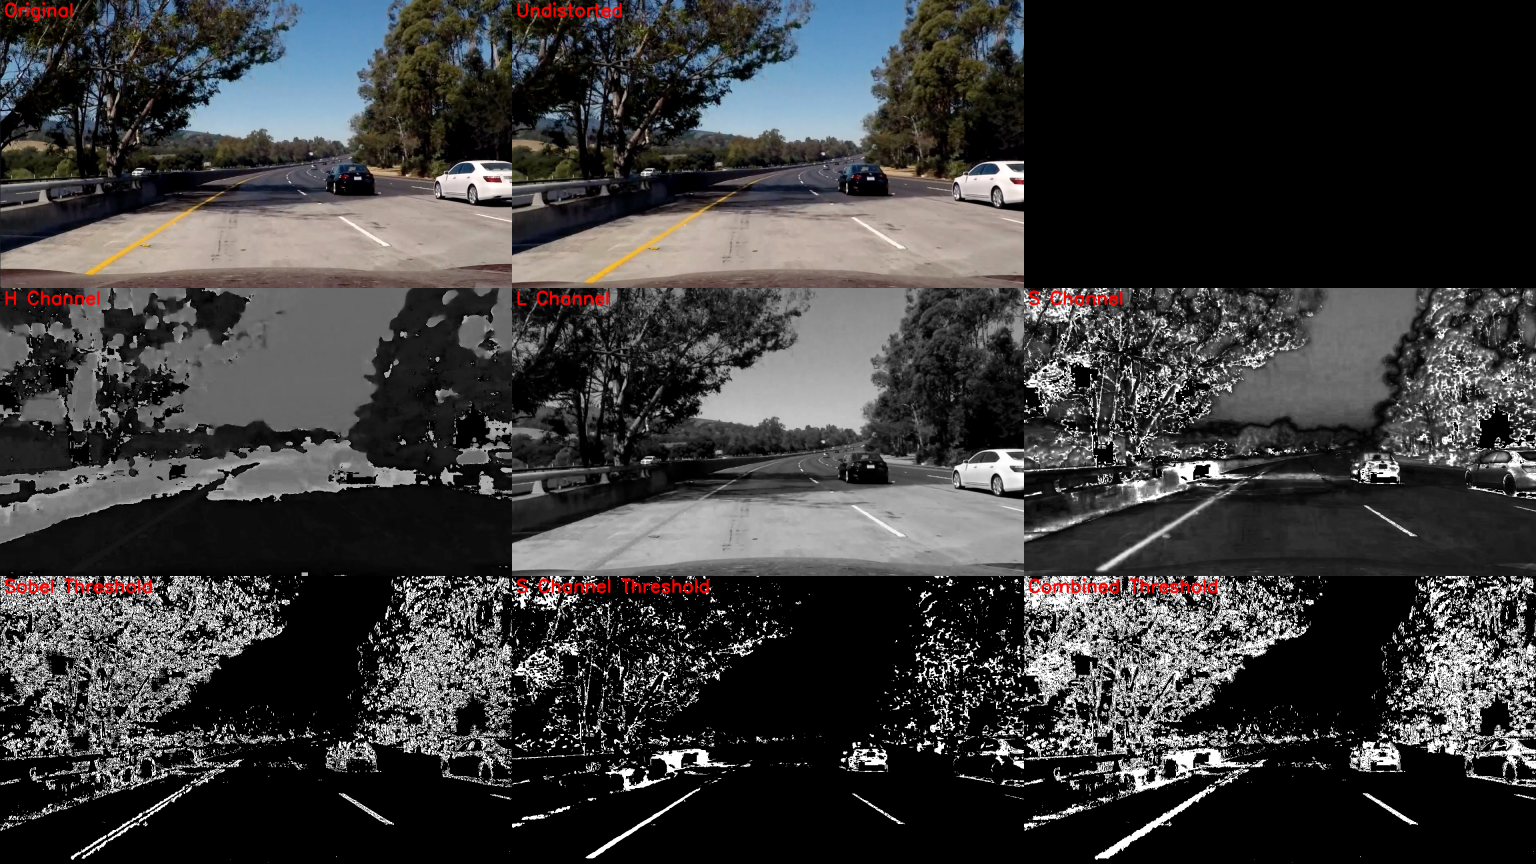 Original
Undistorted
H Channel
L Channel
S Channel
Sobel Threshold
S Channel Threshold
Combined Threshold